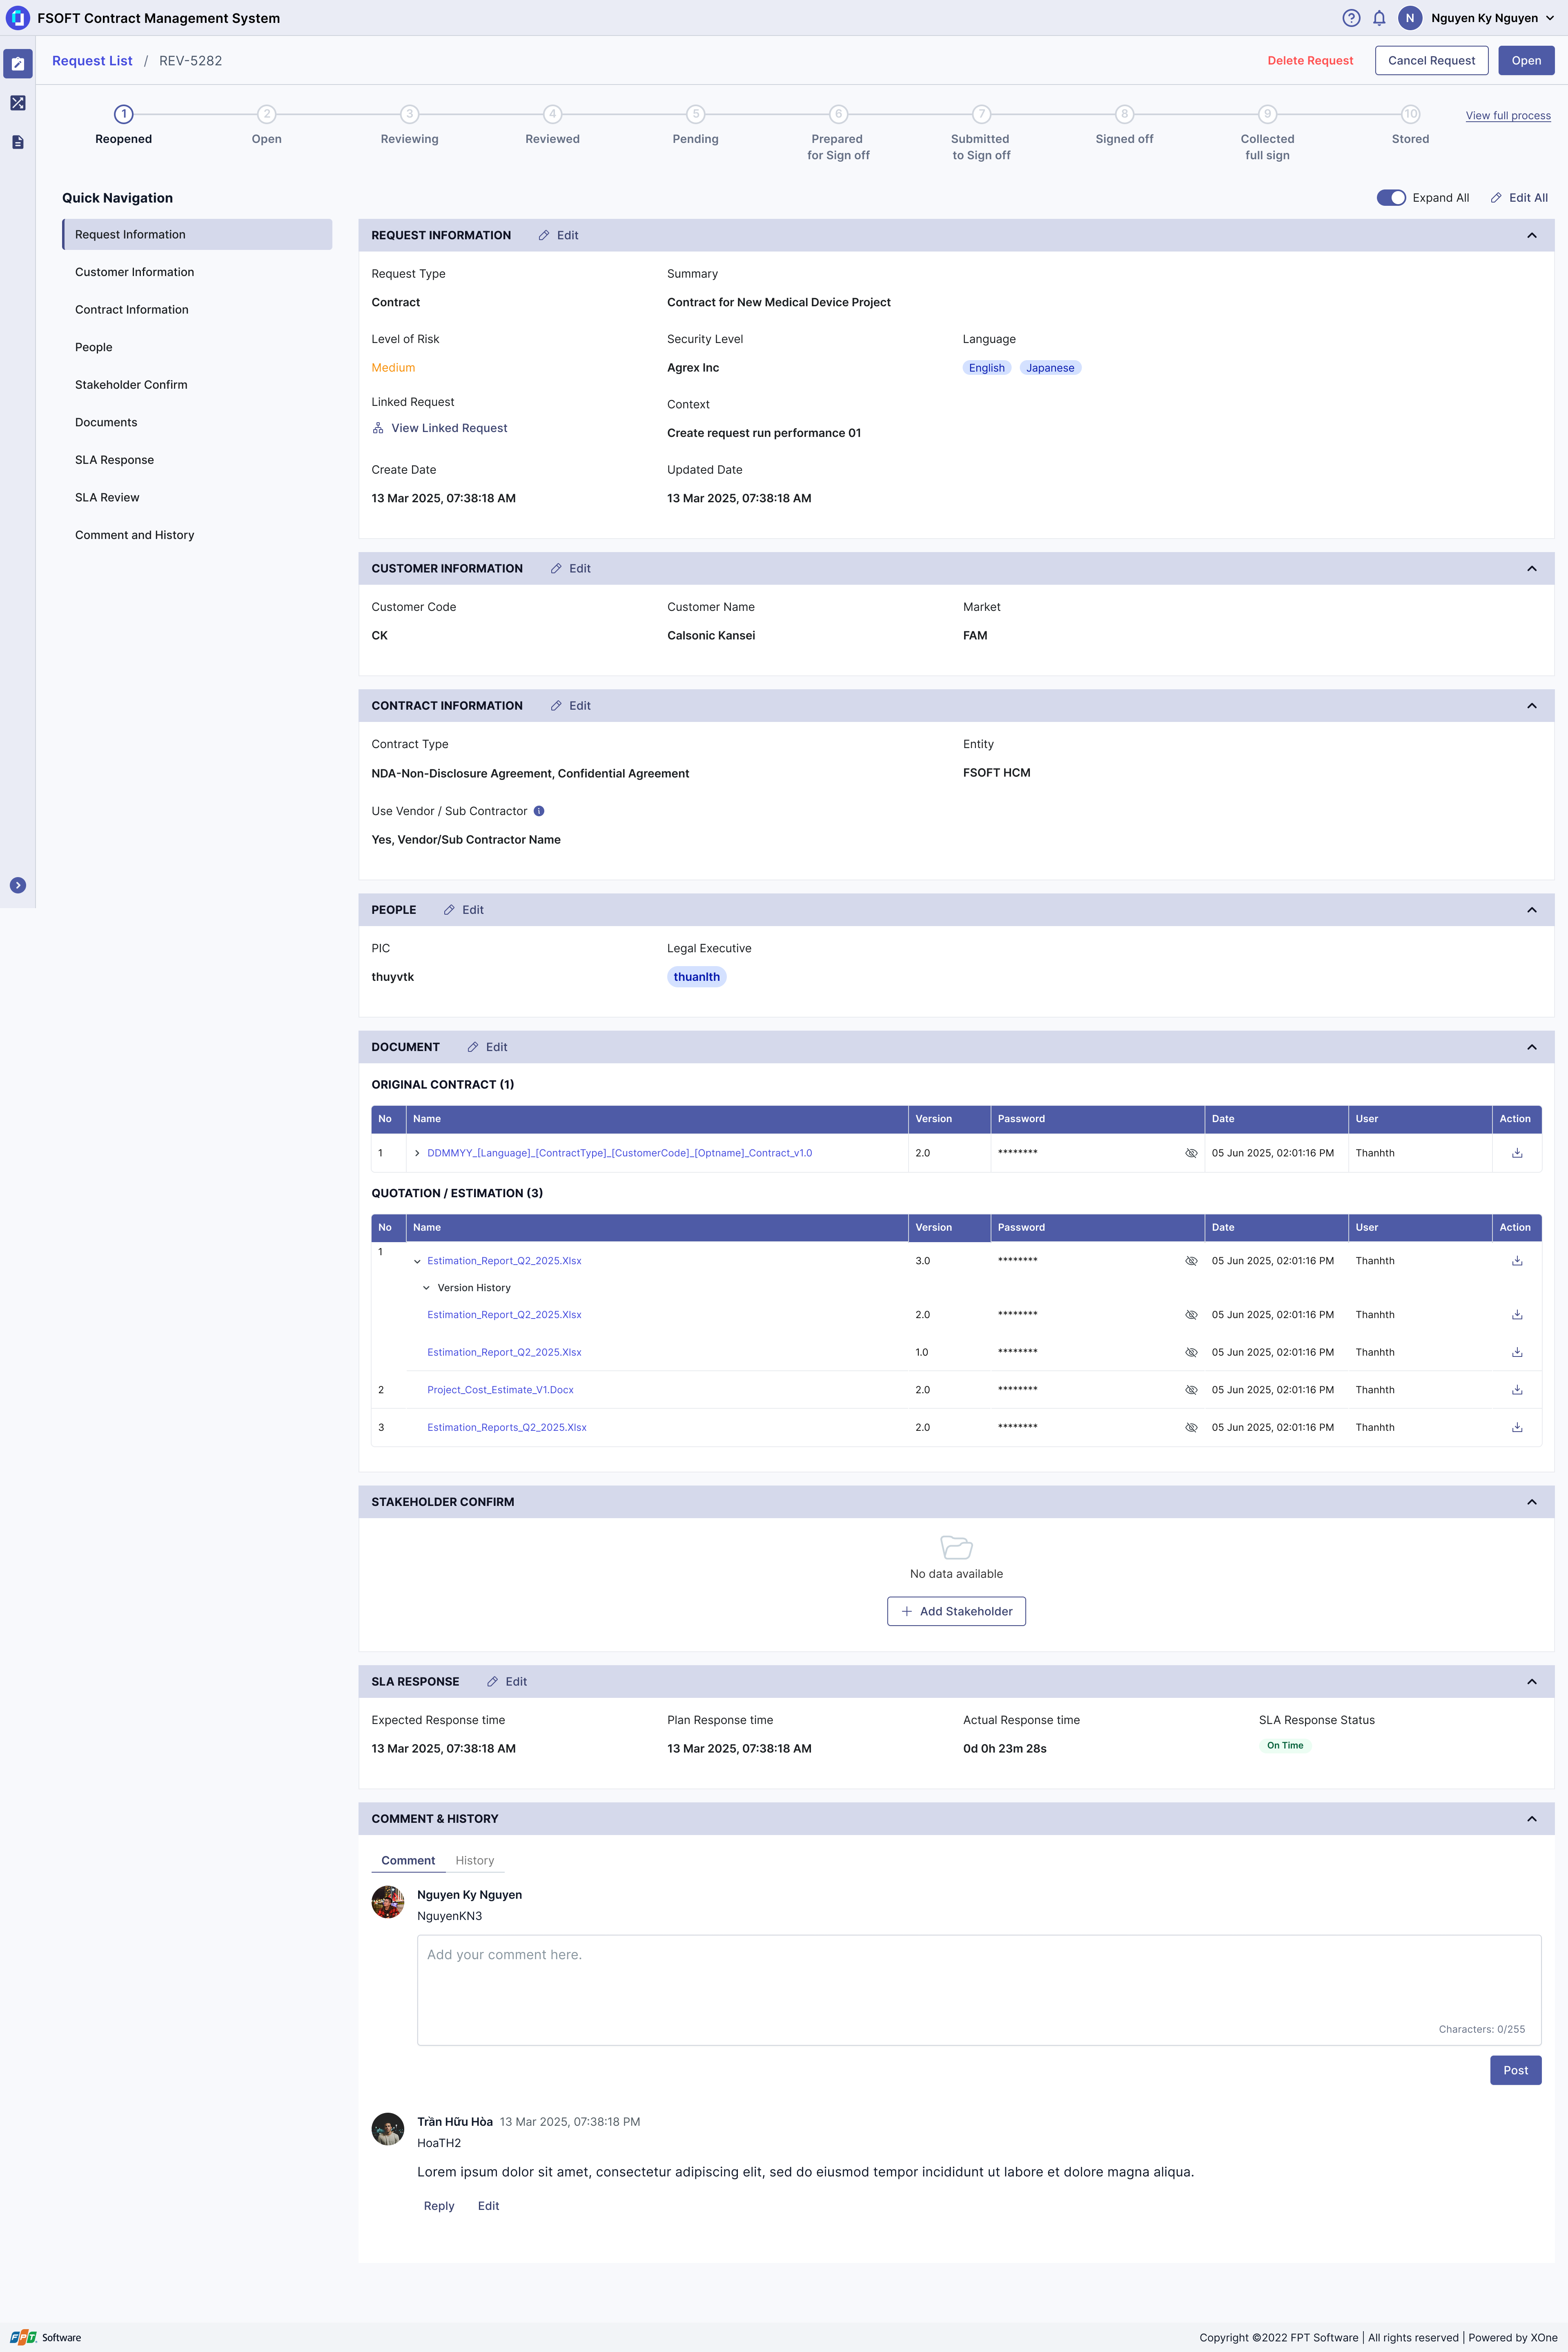 FSOFT Contract Management System
N
Nguyen Ky Nguyen
Request List / REV-5282
Delete Request
Cancel Request
Open
1 Reopened
2 Open
3 Reviewing
4 Reviewed
5 Pending
6 Prepared
for Sign off
7 Submitted
to Sign off
8 Signed off
9 Collected
full sign
10 Stored
View full process
Quick Navigation
Expand All
Edit All
Request Information
Customer Information
Contract Information
People
Stakeholder Confirm
Documents
SLA Response
SLA Review
Comment and History
REQUEST INFORMATION Edit
Request Type Summary
Contract Contract for New Medical Device Project
Level of Risk Security Level Language
Medium Agrex Inc English Japanese
Linked Request Context
View Linked Request Create request run performance 01
Create Date Updated Date
13 Mar 2025, 07:38:18 AM 13 Mar 2025, 07:38:18 AM
CUSTOMER INFORMATION Edit
Customer Code Customer Name Market
CK Calsonic Kansei FAM
CONTRACT INFORMATION Edit
Contract Type Entity
NDA-Non-Disclosure Agreement, Confidential Agreement FSOFT HCM
Use Vendor / Sub Contractor
Yes, Vendor/Sub Contractor Name
PEOPLE Edit
PIC Legal Executive
thuyvtk thuanlth
DOCUMENT Edit
ORIGINAL CONTRACT (1)
No Name Version Password Date User Action
1 DDMMYY_[Language]_[ContractType]_[CustomerCode]_[Optname]_Contract_v1.0 2.0 ******** 05 Jun 2025, 02:01:16 PM Thanhth
QUOTATION / ESTIMATION (3)
No Name Version Password Date User Action
1 Estimation_Report_Q2_2025.Xlsx 3.0 ******** 05 Jun 2025, 02:01:16 PM Thanhth
Version History
Estimation_Report_Q2_2025.Xlsx 2.0 ******** 05 Jun 2025, 02:01:16 PM Thanhth
Estimation_Report_Q2_2025.Xlsx 1.0 ******** 05 Jun 2025, 02:01:16 PM Thanhth
2 Project_Cost_Estimate_V1.Docx 2.0 ******** 05 Jun 2025, 02:01:16 PM Thanhth
3 Estimation_Reports_Q2_2025.Xlsx 2.0 ******** 05 Jun 2025, 02:01:16 PM Thanhth
STAKEHOLDER CONFIRM
No data available
+ Add Stakeholder
SLA RESPONSE Edit
Expected Response time Plan Response time Actual Response time SLA Response Status
13 Mar 2025, 07:38:18 AM 13 Mar 2025, 07:38:18 AM 0d 0h 23m 28s On Time
COMMENT & HISTORY
Comment History
Nguyen Ky Nguyen
NguyenKN3
Add your comment here.
Characters: 0/255
Post
Trần Hữu Hòa 13 Mar 2025, 07:38:18 PM
HoaTH2
Lorem ipsum dolor sit amet, consectetur adipiscing elit, sed do eiusmod tempor incididunt ut labore et dolore magna aliqua.
Reply Edit
FPT Software
Copyright ©2022 FPT Software | All rights reserved | Powered by XOne